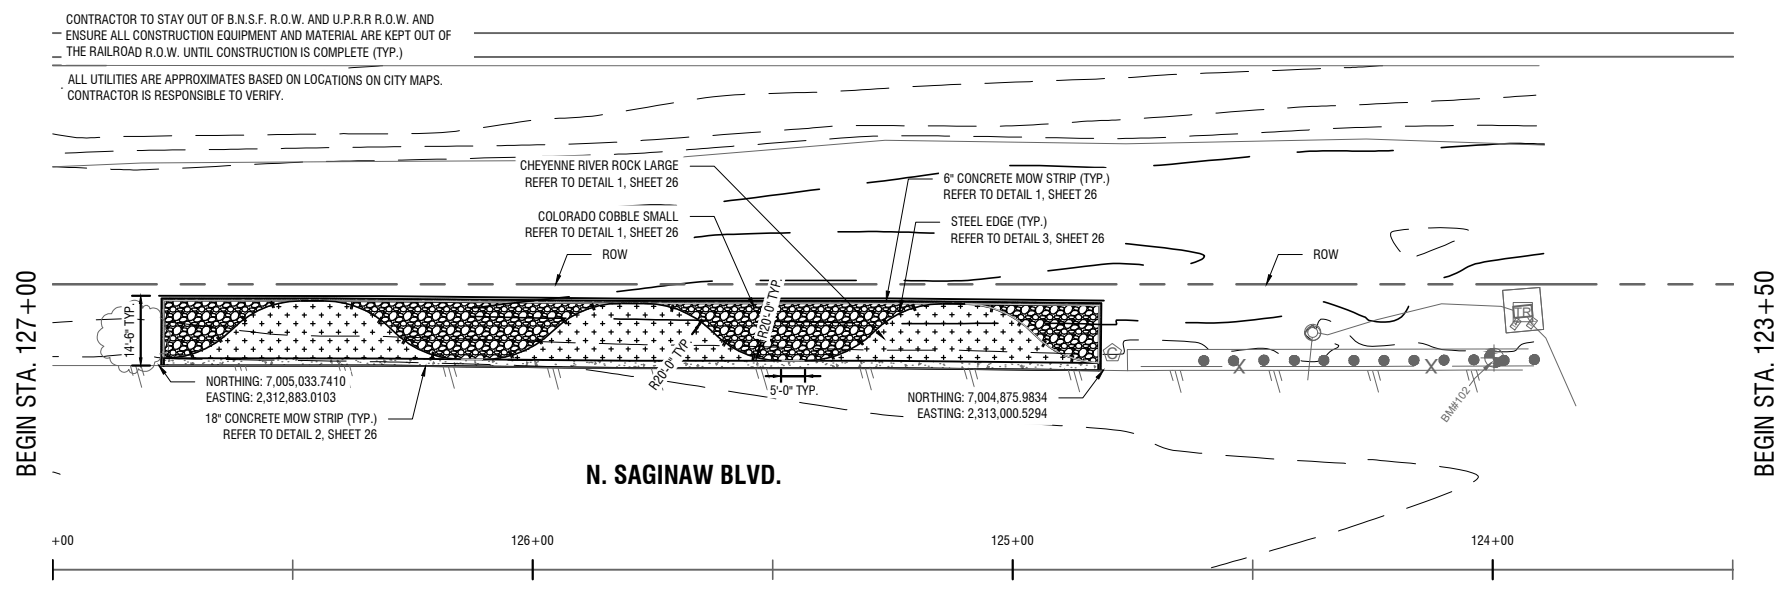 CONTRACTOR TO STAY OUT OF B.N.S.F. R.O.W. AND U.P.R.R R.O.W. AND
ENSURE ALL CONSTRUCTION EQUIPMENT AND MATERIAL ARE KEPT OUT OF
THE RAILROAD R.O.W. UNTIL CONSTRUCTION IS COMPLETE (TYP.)
ALL UTILITIES ARE APPROXIMATES BASED ON LOCATIONS ON CITY MAPS.
CONTRACTOR IS RESPONSIBLE TO VERIFY.
CHEYENNE RIVER ROCK LARGE
REFER TO DETAIL 1, SHEET 26
6" CONCRETE MOW STRIP (TYP.)
REFER TO DETAIL 1, SHEET 26
COLORADO COBBLE SMALL
REFER TO DETAIL 1, SHEET 26
STEEL EDGE (TYP.)
REFER TO DETAIL 3, SHEET 26
ROW
ROW
BEGIN STA. 127+00
BEGIN STA. 123+50
14'-6" TYP.
R20'-0" TYP.
R20'-0" TYP.
TR
5'-0" TYP.
NORTHING: 7,005,033.7410
EASTING: 2,312,883.0103
18" CONCRETE MOW STRIP (TYP.)
REFER TO DETAIL 2, SHEET 26
NORTHING: 7,004,875.9834
EASTING: 2,313,000.5294
BM#102
N. SAGINAW BLVD.
+00
126+00
125+00
124+00